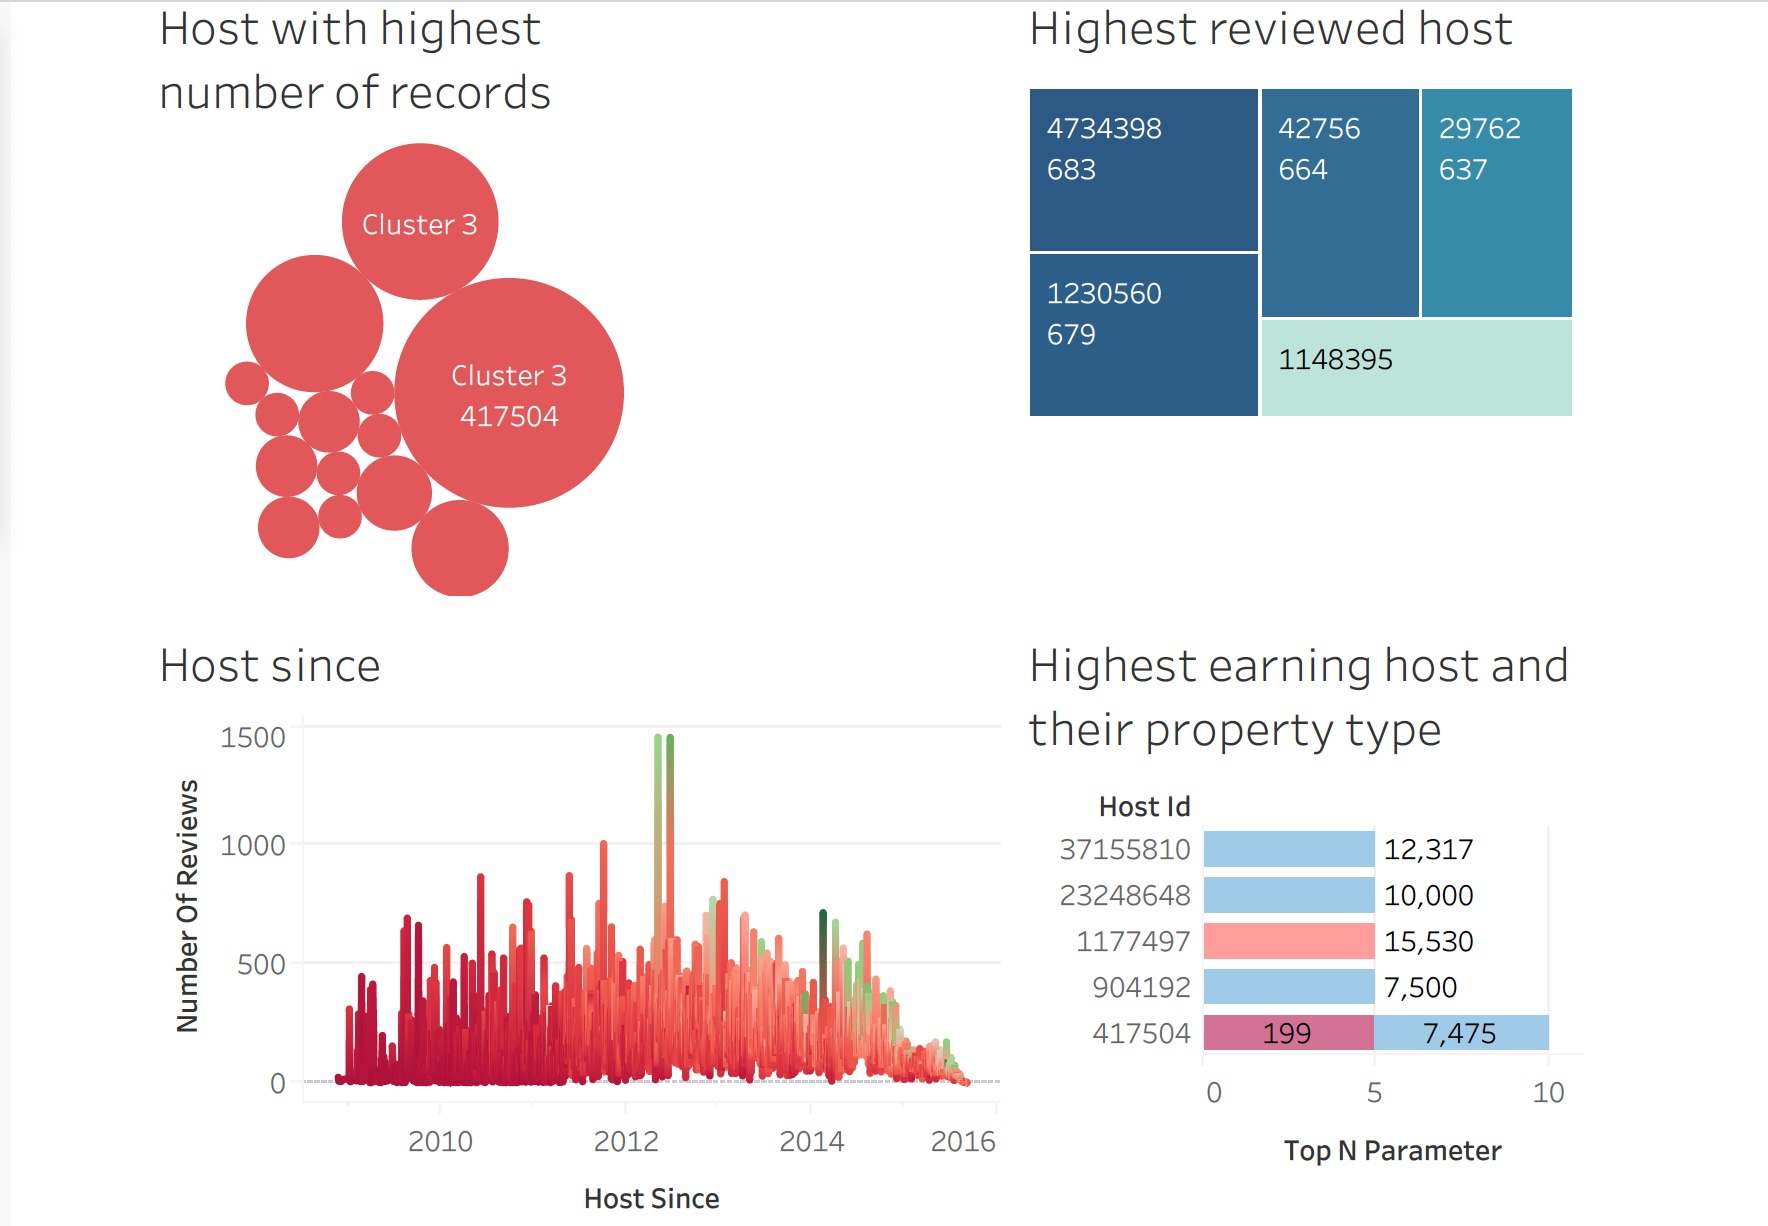 Host with highest
number of records
Cluster 3
Cluster 3
417504
Highest reviewed host
4734398
683
42756
664
29762
637
1230560
679
1148395
Host since
1500
1000
500
0
Number Of Reviews
2010
2012
2014
2016
Host Since
Highest earning host and
their property type
Host Id
37155810
12,317
23248648
10,000
1177497
15,530
904192
7,500
417504
199
7,475
0
5
10
Top N Parameter